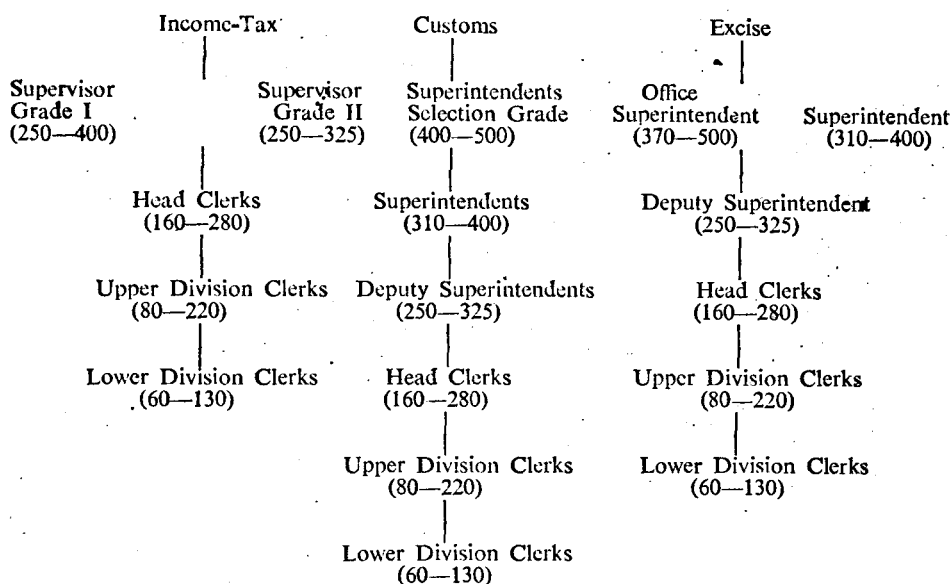 Income-Tax
Supervisor
Grade I
(250—400)
Supervisor
Grade II
(250—325)
Head Clerks
(160—280)
Upper Division Clerks
(80—220)
Lower Division Clerks
(60—130)
Customs
Superintendents
Selection Grade
(400—500)
Superintendents
(310—400)
Deputy Superintendents
(250—325)
Head Clerks
(160—280)
Upper Division Clerks
(80—220)
Lower Division Clerks
(60—130)
Excise
Office
Superintendent
(370—500)
Superintendent
(310—400)
Deputy Superintendent
(250—325)
Head Clerks
(160—280)
Upper Division Clerks
(80—220)
Lower Division Clerks
(60—130)